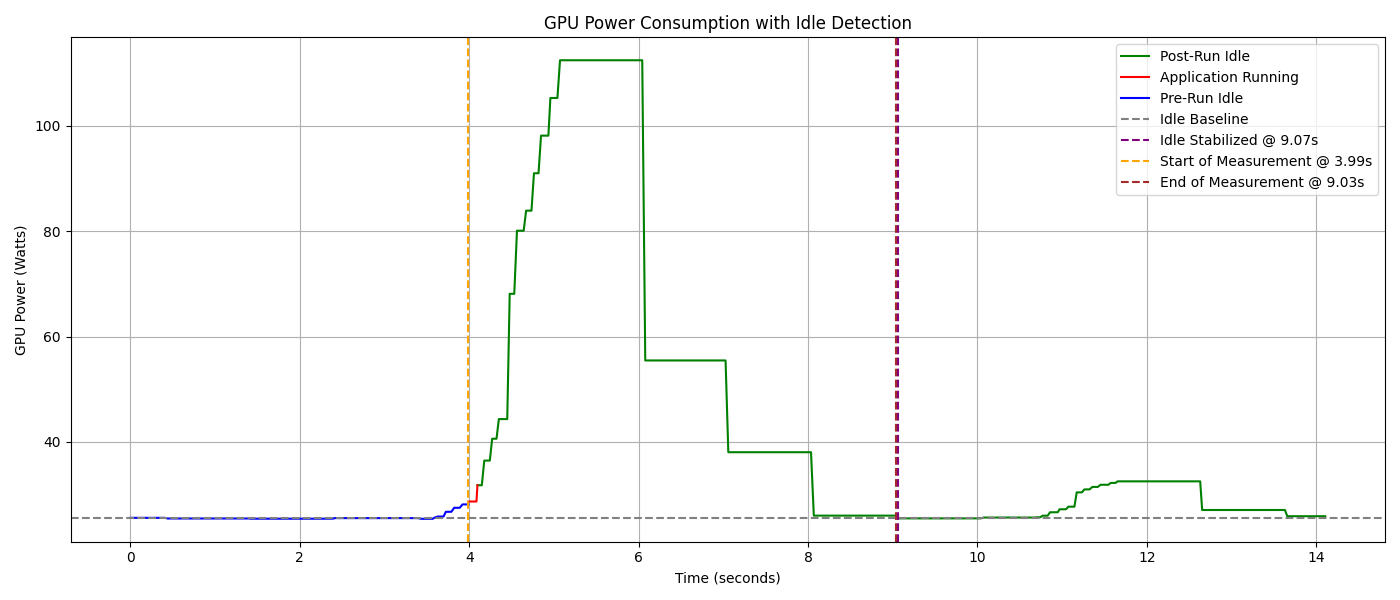 GPU Power Consumption with Idle Detection
Post-Run Idle
Application Running
Pre-Run Idle
Idle Baseline
Idle Stabilized @ 9.07s
Start of Measurement @ 3.99s
End of Measurement @ 9.03s
GPU Power (Watts)
100
80
60
40
0 2 4 6 8 10 12 14
Time (seconds)